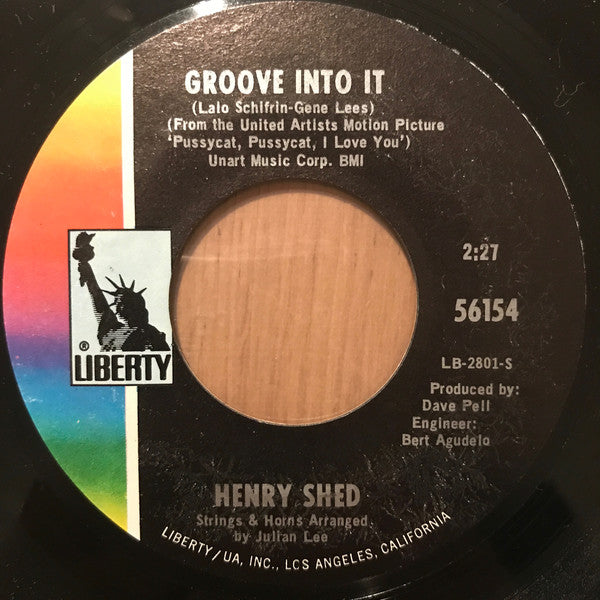 GROOVE INTO IT
(Lalo Schifrin-Gene Lees)
(From the United Artists Motion Picture
'Pussycat, Pussycat, I Love You')
Unart Music Corp. BMI
2:27
56154
® LIBERTY
LB-2801-S
Produced by:
Dave Pell
Engineer:
Bert Agudelo
HENRY SHED
Strings & Horns Arranged
by Julian Lee
LIBERTY/UA, INC., LOS ANGELES, CALIFORNIA